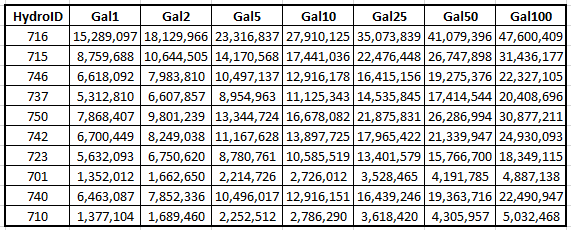 HydroID Gal1 Gal2 Gal5 Gal10 Gal25 Gal50 Gal100
716 15,289,097 18,129,966 23,316,837 27,910,125 35,073,839 41,079,396 47,600,409
715 8,759,688 10,644,505 14,170,568 17,441,036 22,476,448 26,747,898 31,436,177
746 6,618,092 7,983,810 10,497,137 12,916,178 16,415,156 19,275,376 22,327,105
737 5,312,810 6,607,857 8,954,963 11,125,343 14,535,845 17,414,544 20,408,696
750 7,868,407 9,801,239 13,344,724 16,678,082 21,875,831 26,286,994 30,877,211
742 6,700,449 8,249,038 11,167,628 13,897,725 17,965,422 21,339,947 24,930,093
723 5,632,093 6,750,620 8,780,761 10,585,519 13,401,579 15,766,700 18,349,115
701 1,352,012 1,662,650 2,214,726 2,726,012 3,528,465 4,191,785 4,887,138
740 6,463,087 7,852,336 10,496,017 12,916,151 16,439,246 19,363,716 22,490,947
710 1,377,104 1,689,460 2,252,512 2,786,290 3,618,420 4,305,957 5,032,468